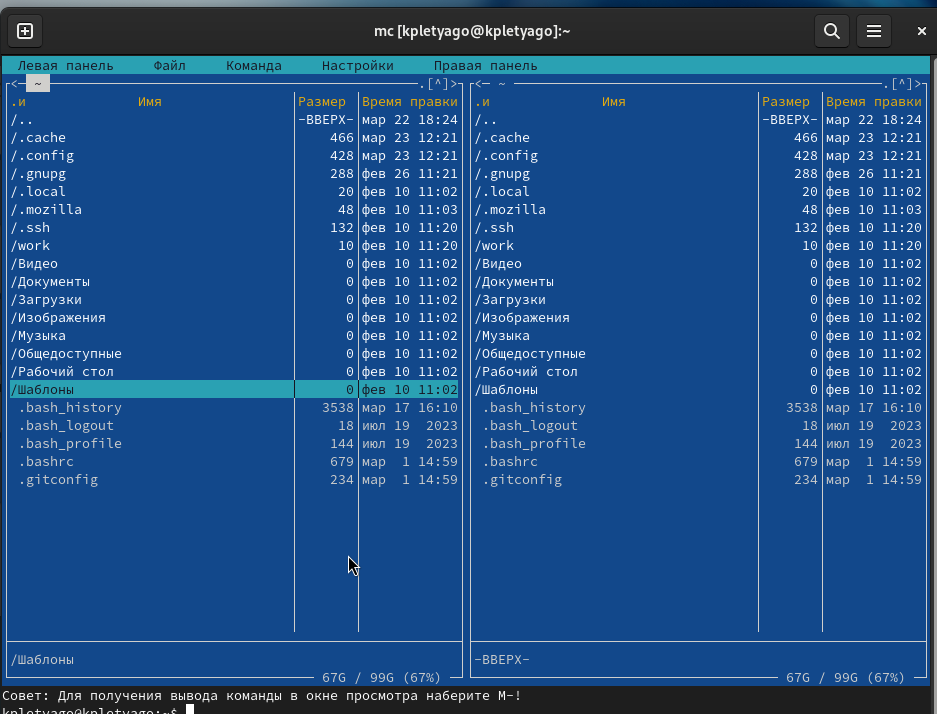 mc [kpletyago@kpletyago]:~
Левая панель Файл Команда Настройки Правая панель
<─ ~ .[^]> <─ ~ .[^]>
.и Имя Размер Время правки .и Имя Размер Время правки
/.. -ВВЕРХ- мар 22 18:24 /.. -ВВЕРХ- мар 22 18:24
/.cache 466 мар 23 12:21 /.cache 466 мар 23 12:21
/.config 428 мар 23 12:21 /.config 428 мар 23 12:21
/.gnupg 288 фев 26 11:21 /.gnupg 288 фев 26 11:21
/.local 20 фев 10 11:02 /.local 20 фев 10 11:02
/.mozilla 48 фев 10 11:03 /.mozilla 48 фев 10 11:03
/.ssh 132 фев 10 11:20 /.ssh 132 фев 10 11:20
/work 10 фев 10 11:20 /work 10 фев 10 11:20
/Видео 0 фев 10 11:02 /Видео 0 фев 10 11:02
/Документы 0 фев 10 11:02 /Документы 0 фев 10 11:02
/Загрузки 0 фев 10 11:02 /Загрузки 0 фев 10 11:02
/Изображения 0 фев 10 11:02 /Изображения 0 фев 10 11:02
/Музыка 0 фев 10 11:02 /Музыка 0 фев 10 11:02
/Общедоступные 0 фев 10 11:02 /Общедоступные 0 фев 10 11:02
/Рабочий стол 0 фев 10 11:02 /Рабочий стол 0 фев 10 11:02
/Шаблоны 0 фев 10 11:02 /Шаблоны 0 фев 10 11:02
.bash_history 3538 мар 17 16:10 .bash_history 3538 мар 17 16:10
.bash_logout 18 июл 19 2023 .bash_logout 18 июл 19 2023
.bash_profile 144 июл 19 2023 .bash_profile 144 июл 19 2023
.bashrc 679 мар 1 14:59 .bashrc 679 мар 1 14:59
.gitconfig 234 мар 1 14:59 .gitconfig 234 мар 1 14:59
/Шаблоны -ВВЕРХ-
67G / 99G (67%) 67G / 99G (67%)
Совет: Для получения вывода команды в окне просмотра наберите M-!
kpletyago@kpletyago:~$